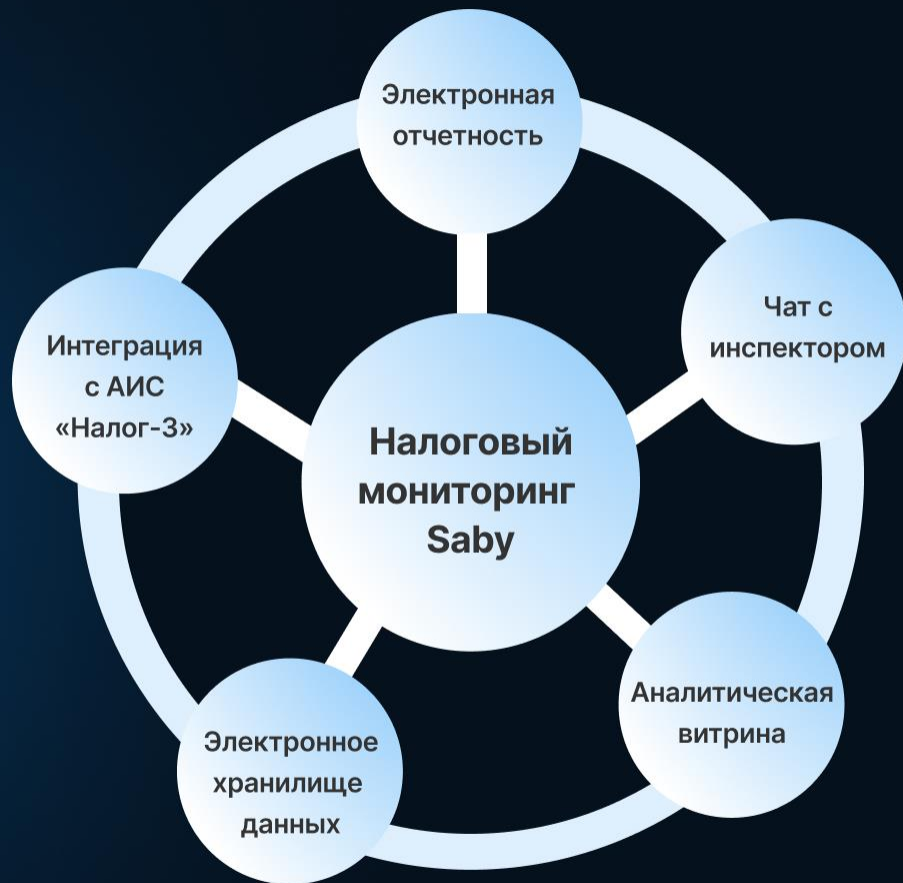 Электронная
отчетность
Чат с
инспектором
Интеграция
с АИС
«Налог-3»
Налоговый
мониторинг
Saby
Аналитическая
витрина
Электронное
хранилище
данных